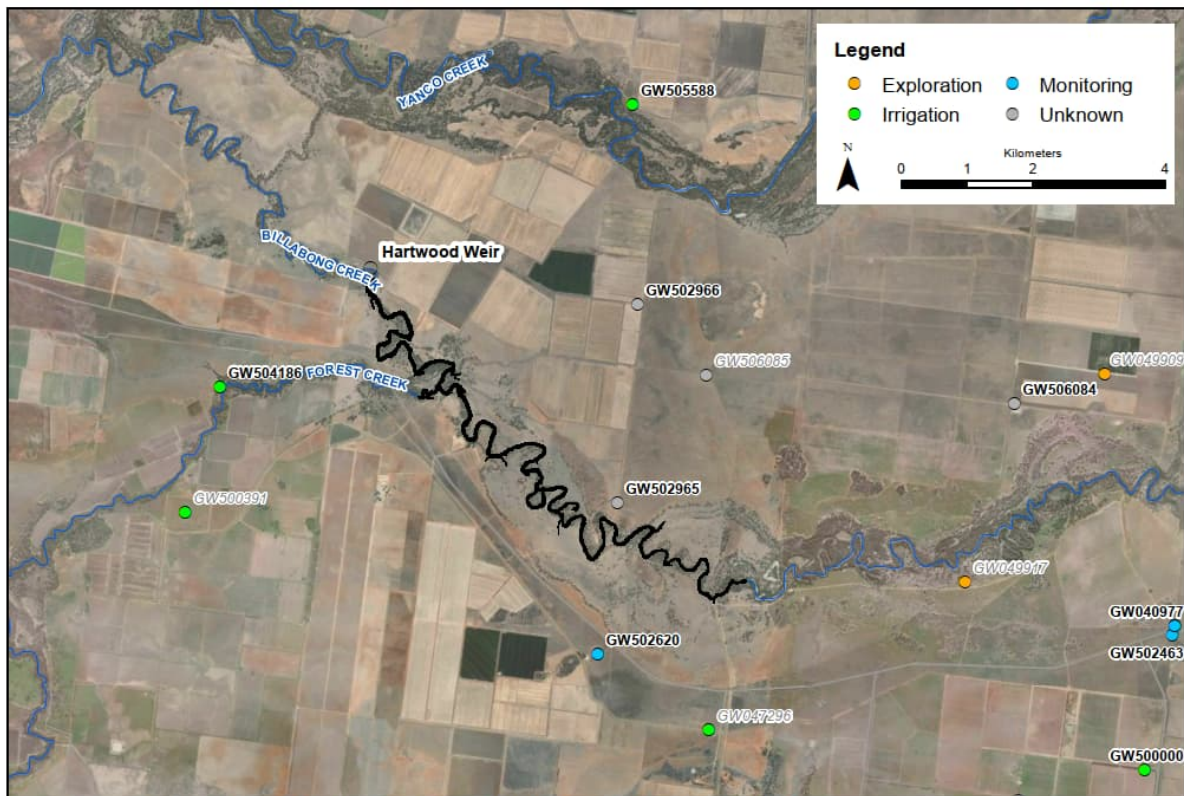 Legend
Exploration
Monitoring
Irrigation
Unknown
N
Kilometers
0 1 2 4
YANCO CREEK
GW505588
BILLABONG CREEK
Hartwood Weir
GW502966
GW506085
GW049909
GW504186
FOREST CREEK
GW506084
GW500391
GW502965
GW049917
GW040977
GW502620
GW502463
GW047296
GW500000